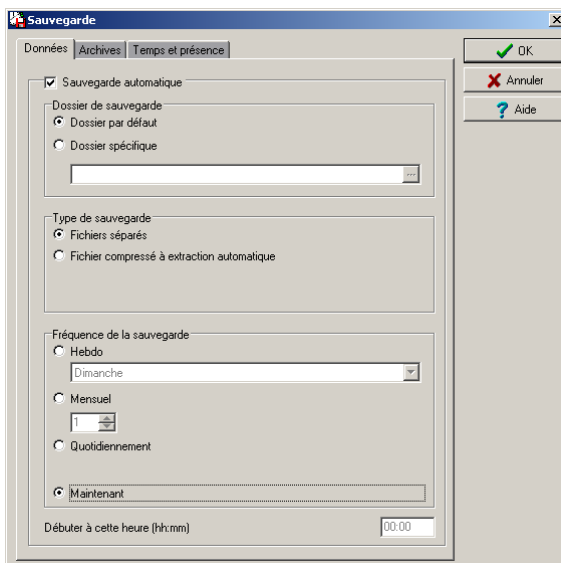 Sauvegarde
Données Archives Temps et présence
OK
Annuler
Aide
Sauvegarde automatique
Dossier de sauvegarde
Dossier par défaut
Dossier spécifique
...
Type de sauvegarde
Fichiers séparés
Fichier compressé à extraction automatique
Fréquence de la sauvegarde
Hebdo
Dimanche
Mensuel
1
Quotidiennement
Maintenant
Débuter à cette heure (hh:mm) 00:00